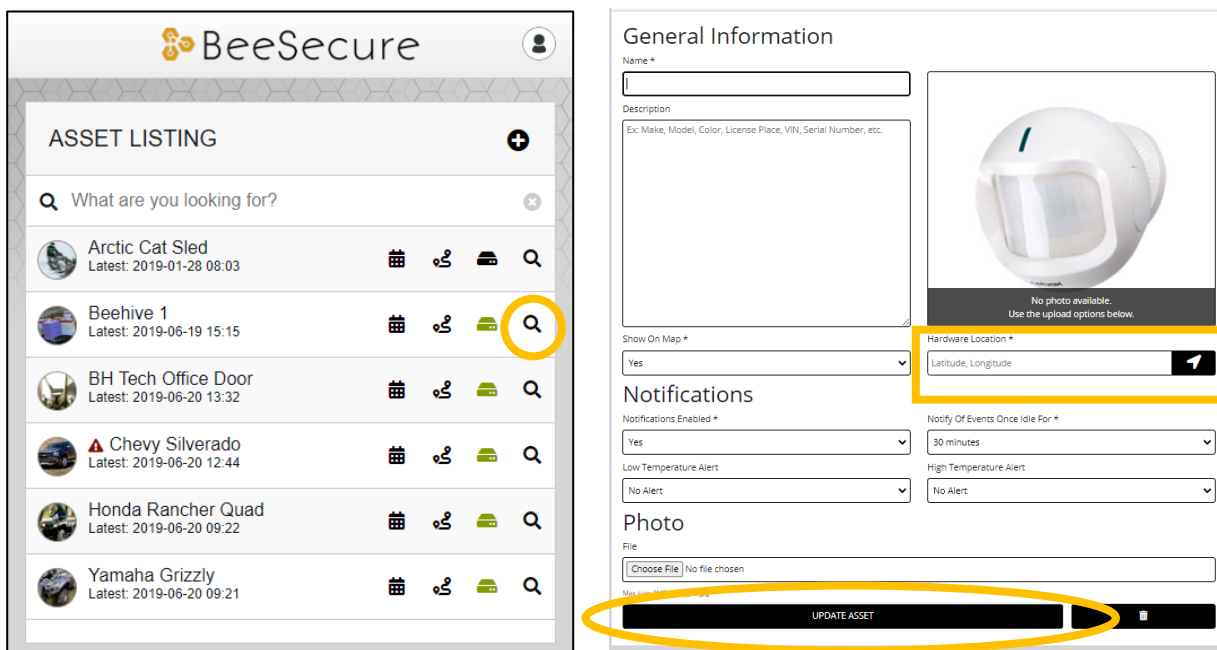 BeeSecure
ASSET LISTING
What are you looking for?
Arctic Cat Sled
Latest: 2019-01-28 08:03
Beehive 1
Latest: 2019-06-19 15:15
BH Tech Office Door
Latest: 2019-06-20 13:32
Chevy Silverado
Latest: 2019-06-20 12:44
Honda Rancher Quad
Latest: 2019-06-20 09:22
Yamaha Grizzly
Latest: 2019-06-20 09:21
General Information
Name *
Description
Ex: Make, Model, Color, License Place, VIN, Serial Number, etc.
No photo available.
Use the upload options below.
Show On Map *
Yes
Hardware Location *
Latitude, Longitude
Notifications
Notifications Enabled *
Notify Of Events Once Idle For *
Yes
30 minutes
Low Temperature Alert
High Temperature Alert
No Alert
No Alert
Photo
File
Choose File No file chosen
UPDATE ASSET